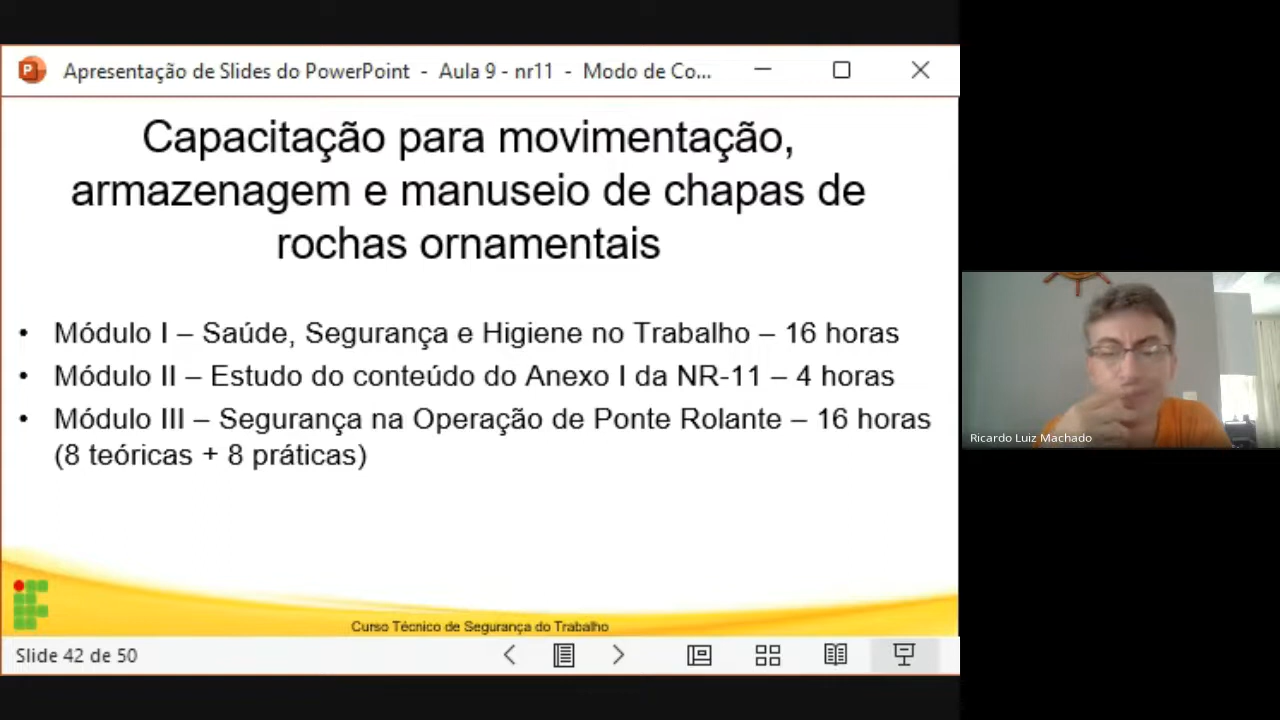 Apresentação de Slides do PowerPoint - Aula 9 - nr11 - Modo de Co...
Capacitação para movimentação,
armazenagem e manuseio de chapas de
rochas ornamentais
• Módulo I – Saúde, Segurança e Higiene no Trabalho – 16 horas
• Módulo II – Estudo do conteúdo do Anexo I da NR-11 – 4 horas
• Módulo III – Segurança na Operação de Ponte Rolante – 16 horas
(8 teóricas + 8 práticas)
Ricardo Luiz Machado
Curso Técnico de Segurança do Trabalho
Slide 42 de 50